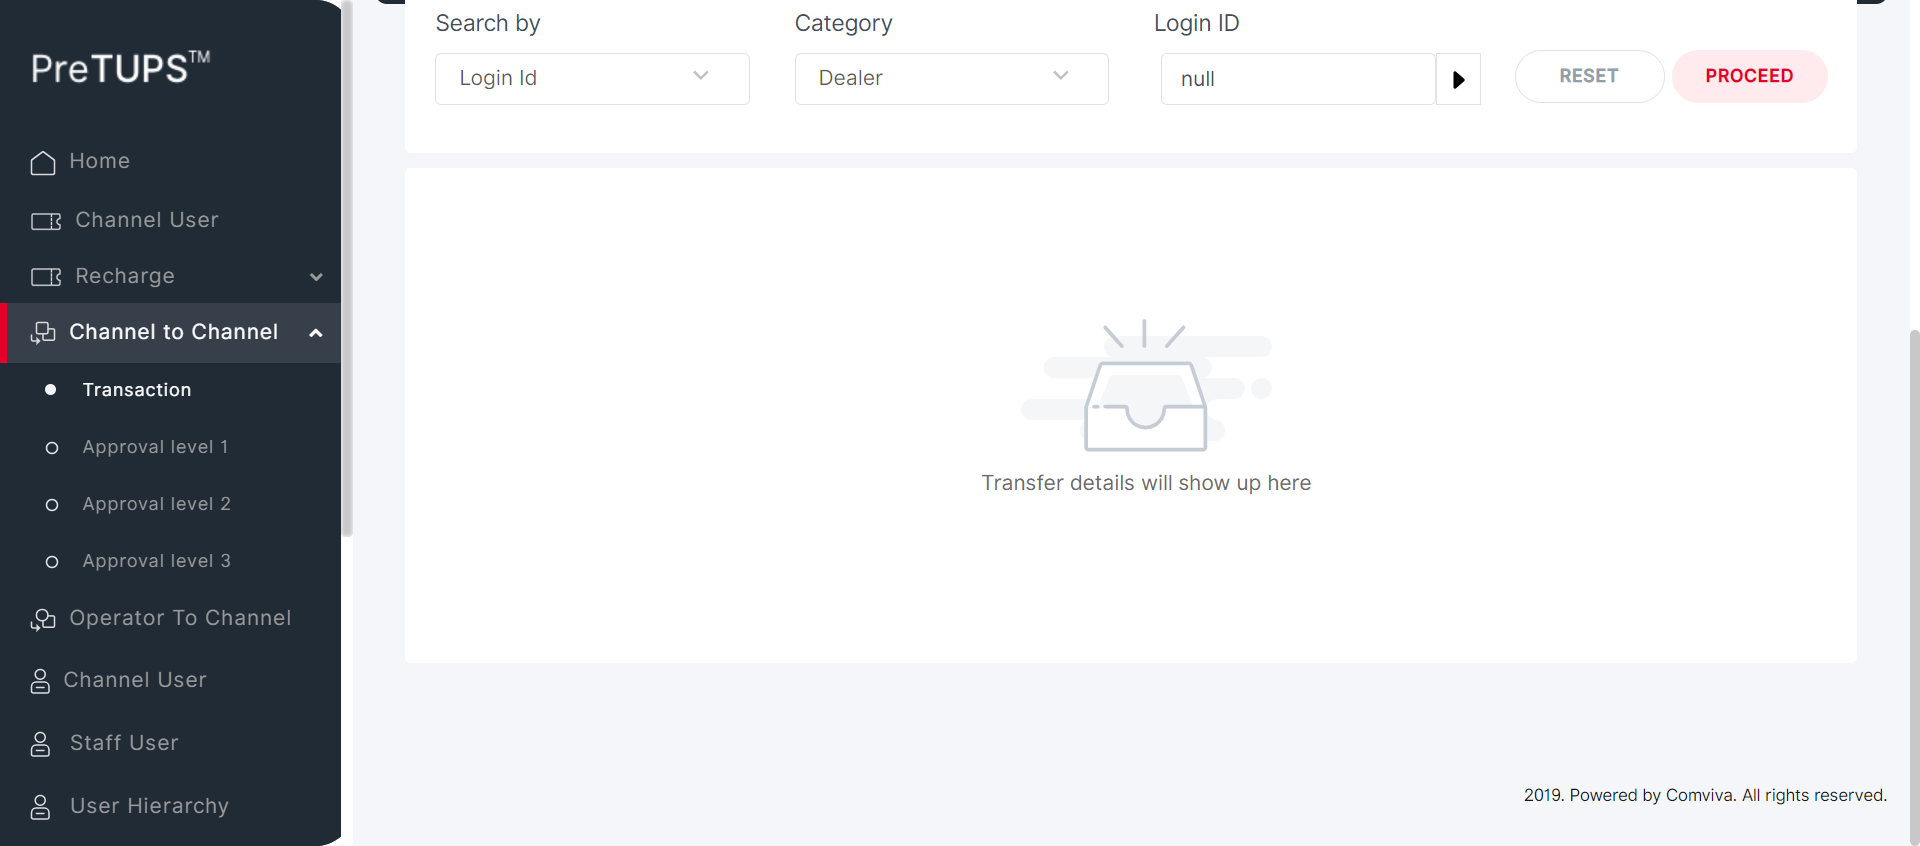 PreTUPS™
Home
Channel User
Recharge
Channel to Channel
Transaction
Approval level 1
Approval level 2
Approval level 3
Operator To Channel
Channel User
Staff User
User Hierarchy
Search by
Category
Login ID
Login Id
Dealer
null
RESET
PROCEED
Transfer details will show up here
2019. Powered by Comviva. All rights reserved.